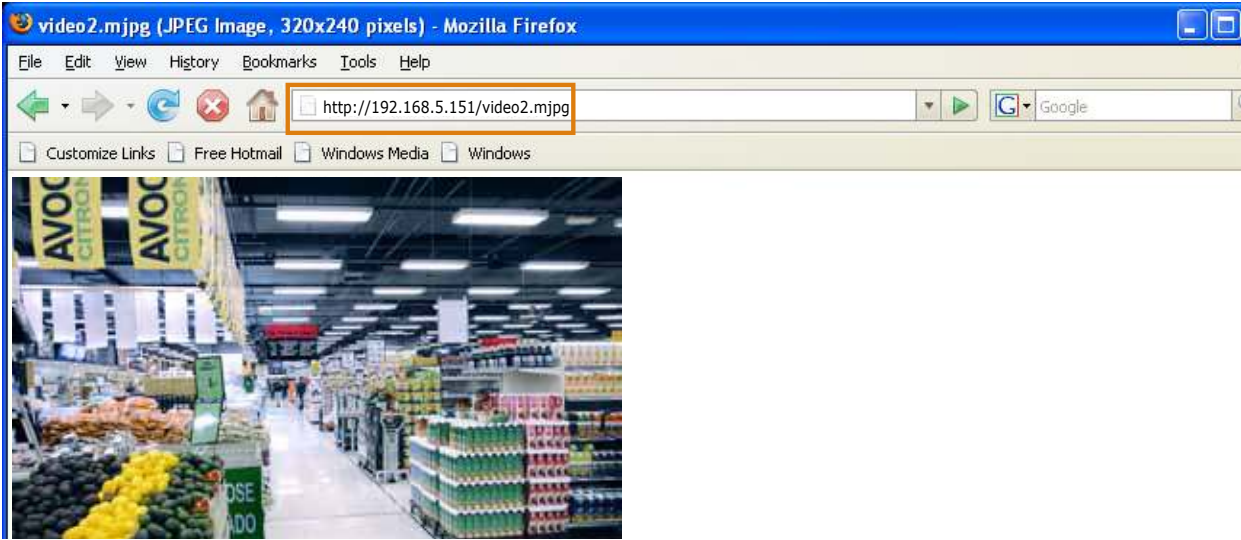 video2.mjpg (JPEG Image, 320x240 pixels) - Mozilla Firefox
File Edit View History Bookmarks Tools Help
http://192.168.5.151/video2.mjpg G Google
Customize Links Free Hotmail Windows Media Windows
AVOC AVOC
CITRON CITRO
OSE
ADO